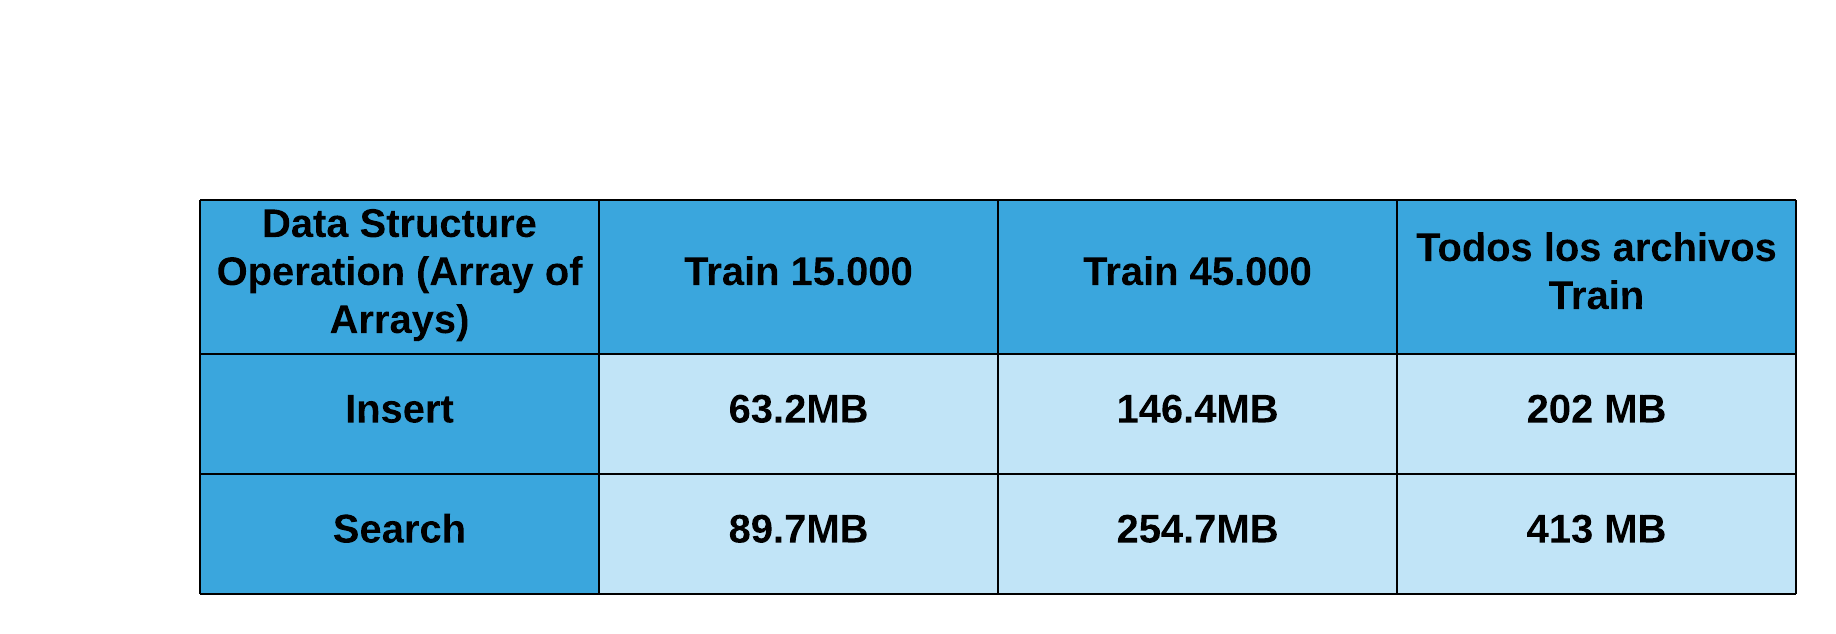 Data Structure
Operation (Array of
Arrays)
Train 15.000
Train 45.000
Todos los archivos
Train
Insert
63.2MB
146.4MB
202 MB
Search
89.7MB
254.7MB
413 MB